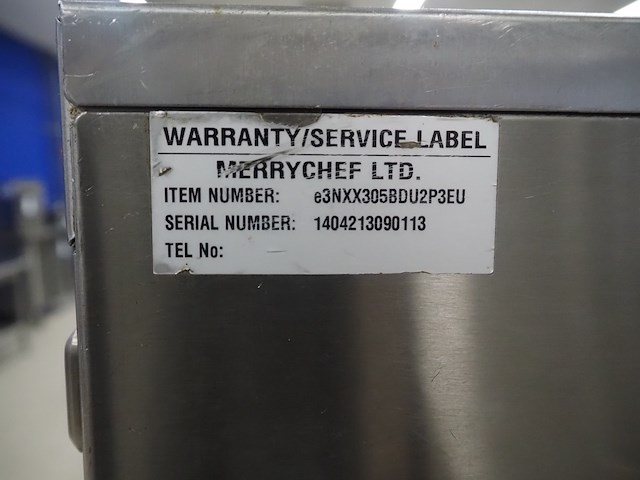 WARRANTY/SERVICE LABEL
MERRYCHEF LTD.
ITEM NUMBER: e3NXX305BDU2P3EU
SERIAL NUMBER: 1404213090113
TEL No: